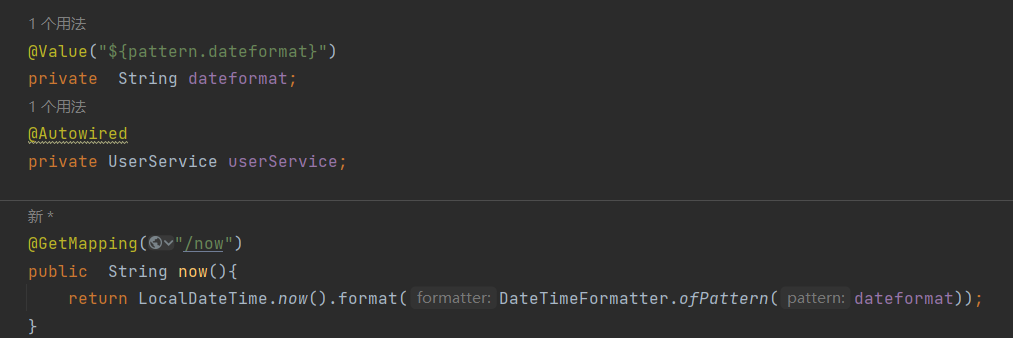 1 个用法
@Value("${pattern.dateformat}")
private  String dateformat;
1 个用法
@Autowired
private UserService userService;
新 *
@GetMapping("/now")
public  String now(){
return LocalDateTime.now().format( formatter: DateTimeFormatter.ofPattern( pattern: dateformat));
}